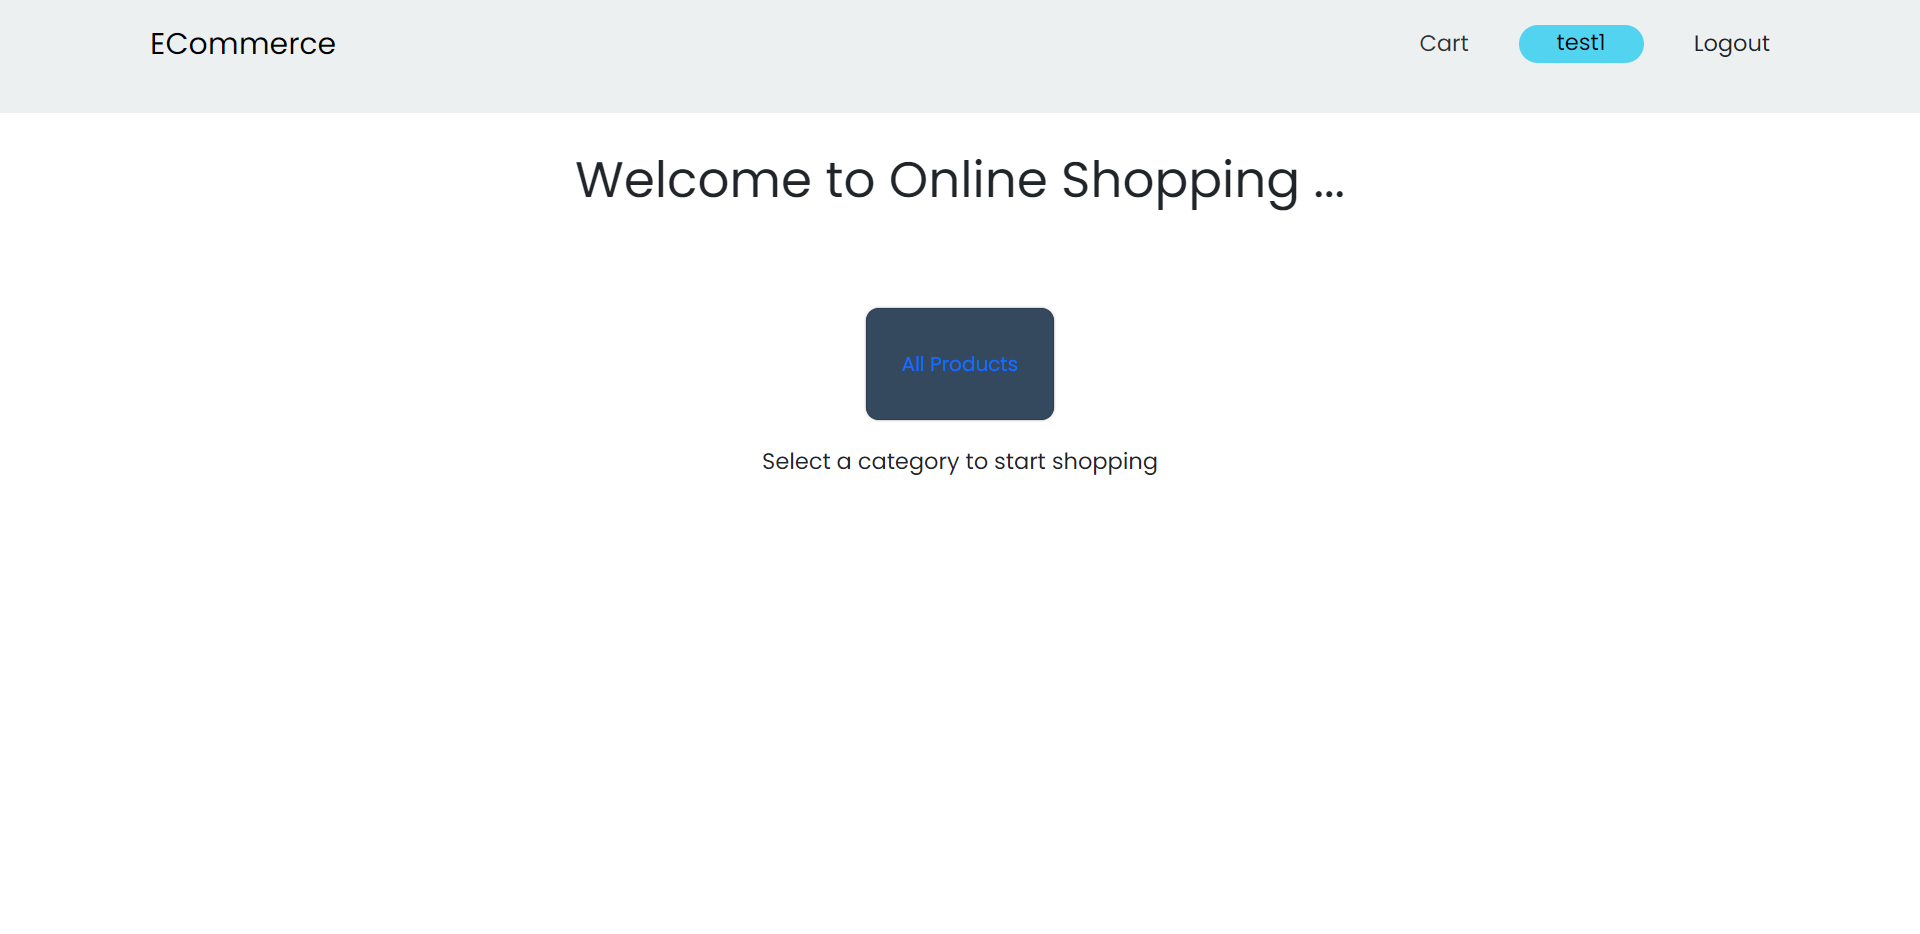 ECommerce Cart test1 Logout
Welcome to Online Shopping ...
All Products
Select a category to start shopping